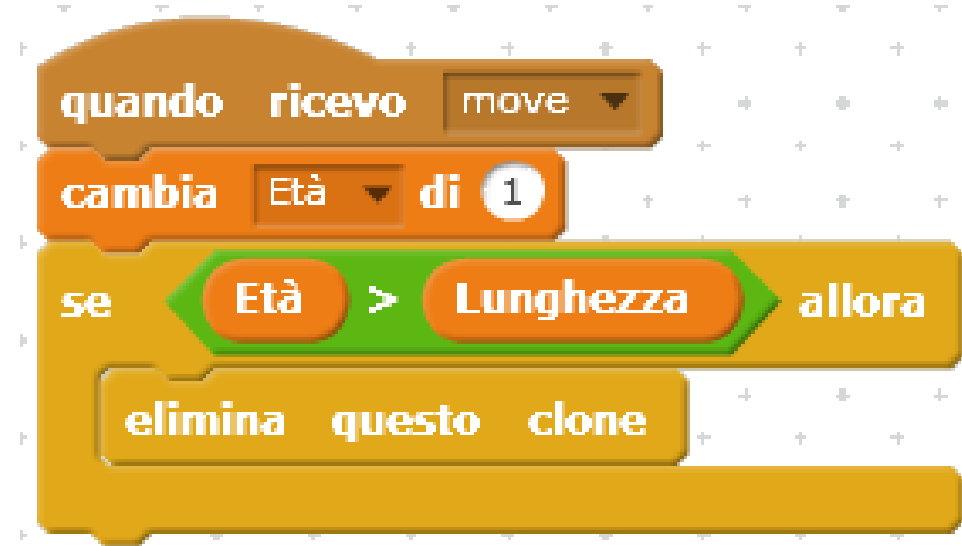 quando ricevo move
cambia Età di 1
se Età > Lunghezza allora
elimina questo clone